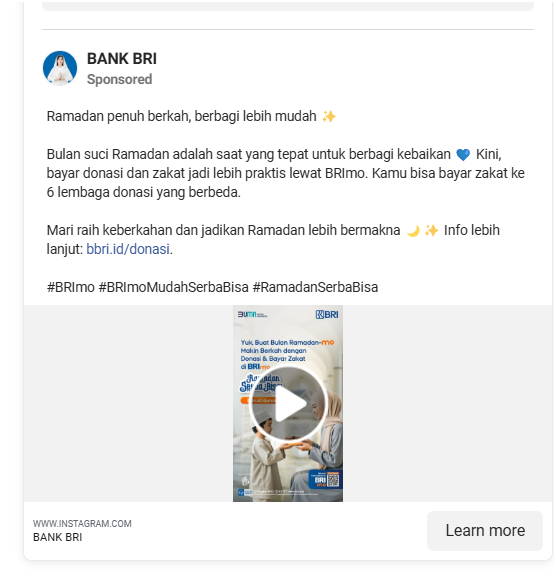 BANK BRI
Sponsored
Ramadan penuh berkah, berbagi lebih mudah ✨
Bulan suci Ramadan adalah saat yang tepat untuk berbagi kebaikan 💙 Kini,
bayar donasi dan zakat jadi lebih praktis lewat BRImo. Kamu bisa bayar zakat ke
6 lembaga donasi yang berbeda.
Mari raih keberkahan dan jadikan Ramadan lebih bermakna 🌙 ✨ Info lebih
lanjut: bbri.id/donasi.
#BRImo #BRImoMudahSerbaBisa #RamadanSerbaBisa
BUMN
BRI
Yuk, Buat Bulan Ramadan-mo
Makin Berkah dengan
Donasi & Bayar Zakat
di BRImo
Ramadan
BRI
WWW.INSTAGRAM.COM
BANK BRI
Learn more